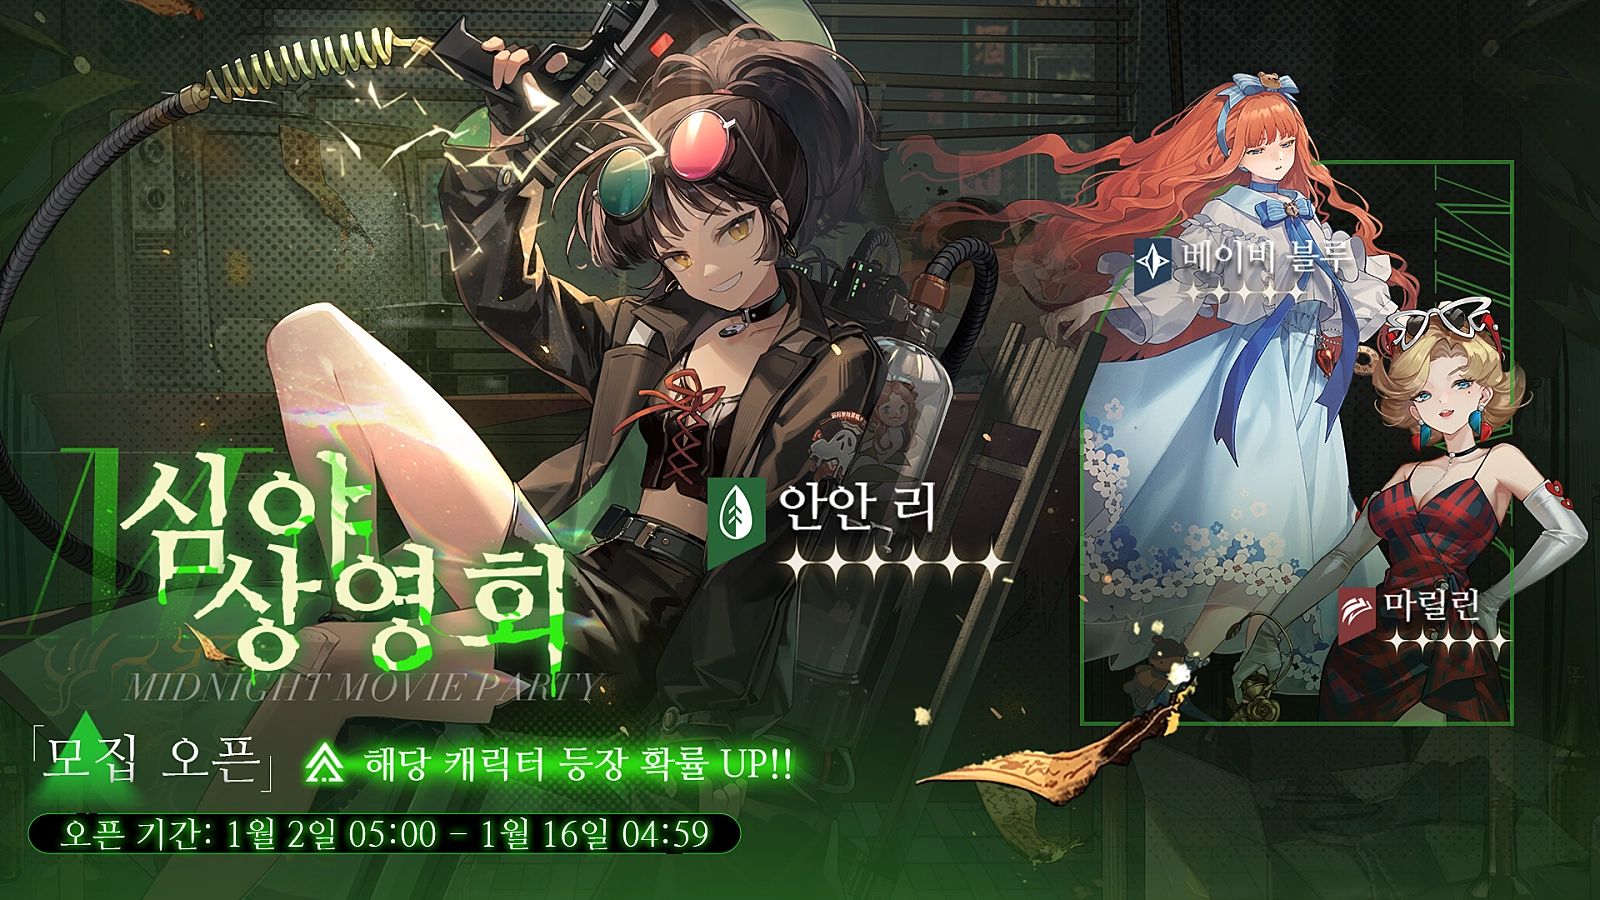 심야
상영회
MIDNIGHT MOVIE PARTY
「모집 오픈」
해당 캐릭터 등장 확률 UP!!
오픈 기간: 1월 2일 05:00 - 1월 16일 04:59
안안 리
베이비 블루
마릴린